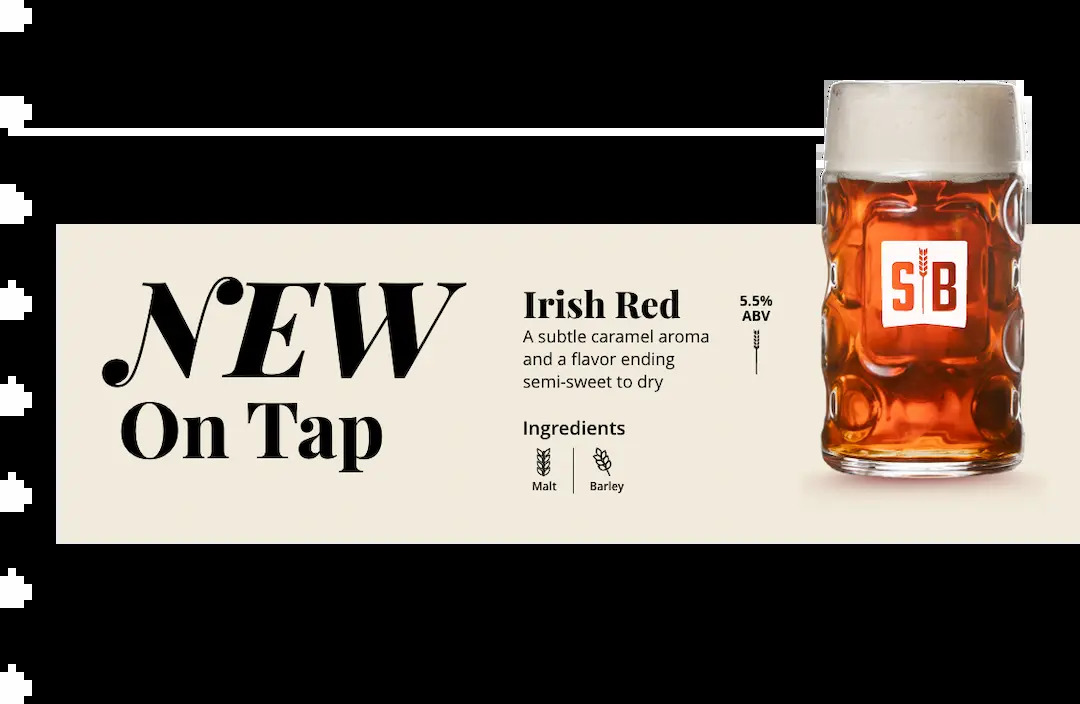 NEW
On Tap
Irish Red
A subtle caramel aroma
and a flavor ending
semi-sweet to dry
5.5%
ABV
Ingredients
Malt
Barley
SB